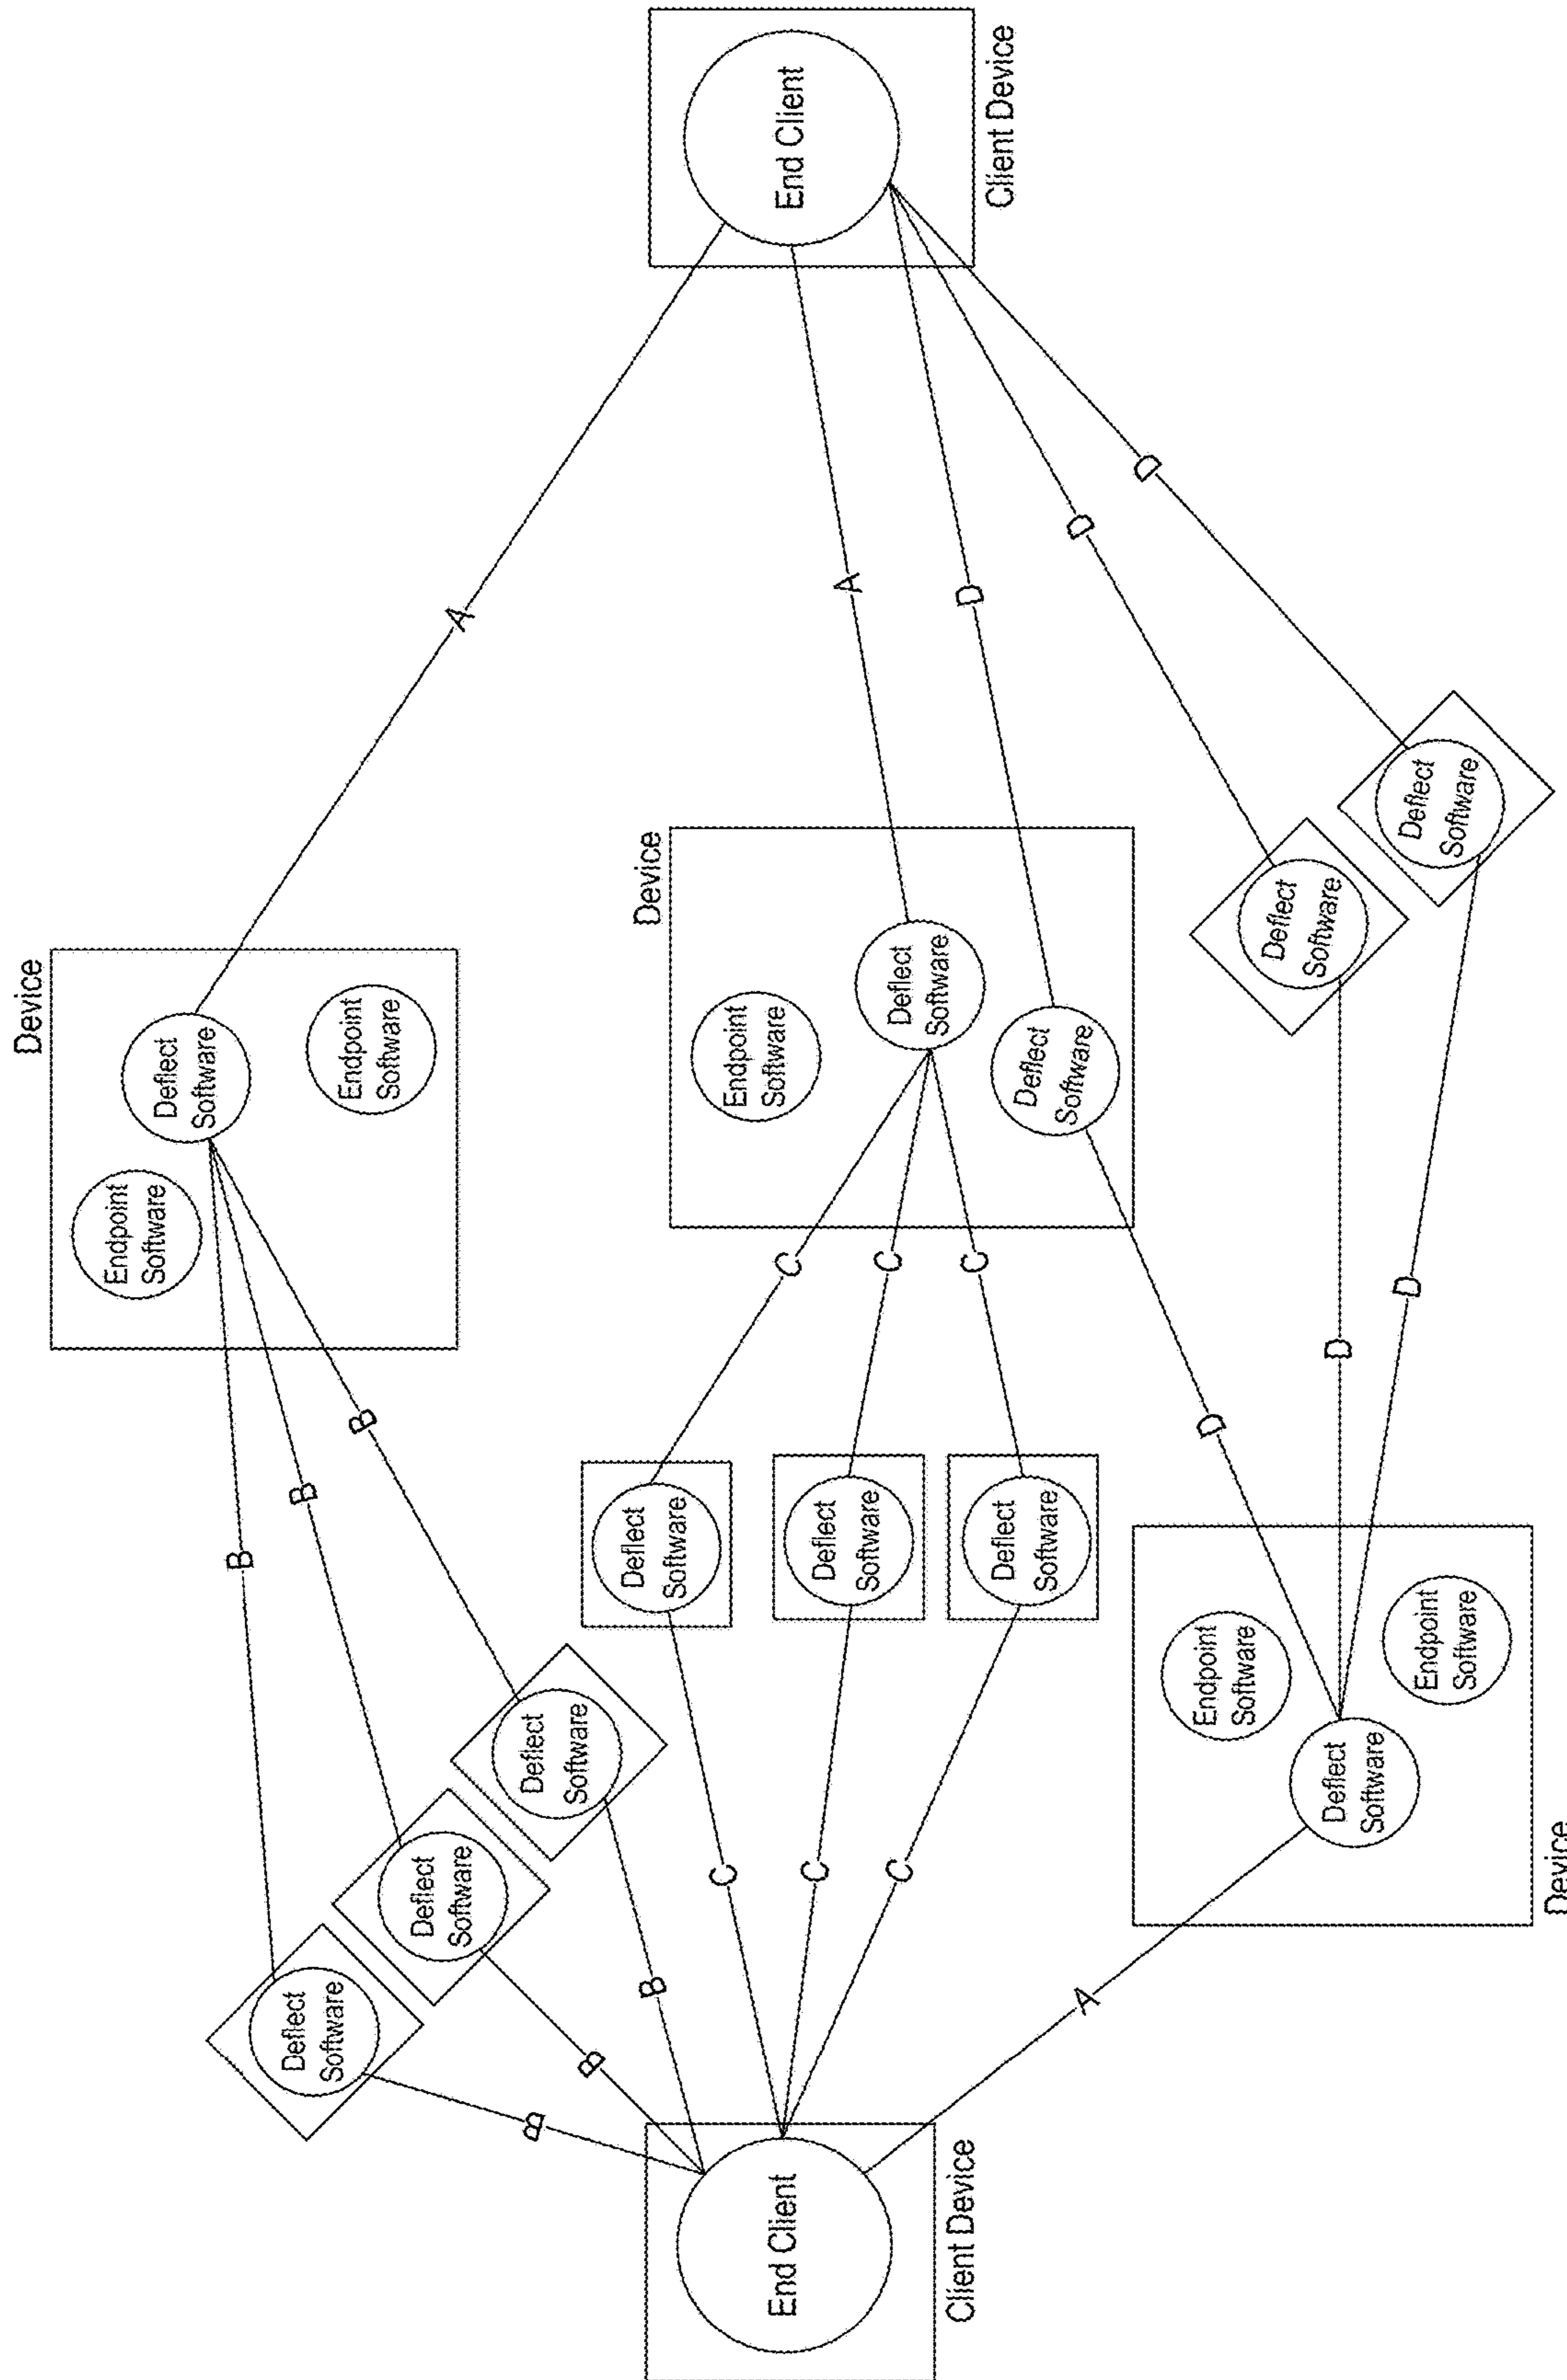 Device
Endpoint
Software
Deflect
Software
B
B
Endpoint
Software
Deflect
Software
B
Deflect
Software
A
B
Deflect
Software
B
B
Device
Deflect
Software
C
Endpoint
Software
C
End Client
End Client
C
Deflect
Software
A
C
C
Deflect
Software
Client Device
C
D
Client Device
Deflect
Software
Deflect
Software
D
A
D
D
Endpoint
Software
Deflect
Software
D
Deflect
Software
D
Deflect
Software
Endpoint
Software
Device